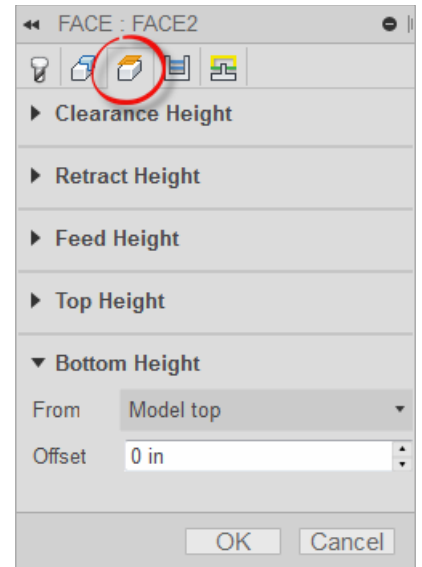 FACE : FACE2
Clearance Height
Retract Height
Feed Height
Top Height
Bottom Height
From Model top
Offset 0 in
OK Cancel